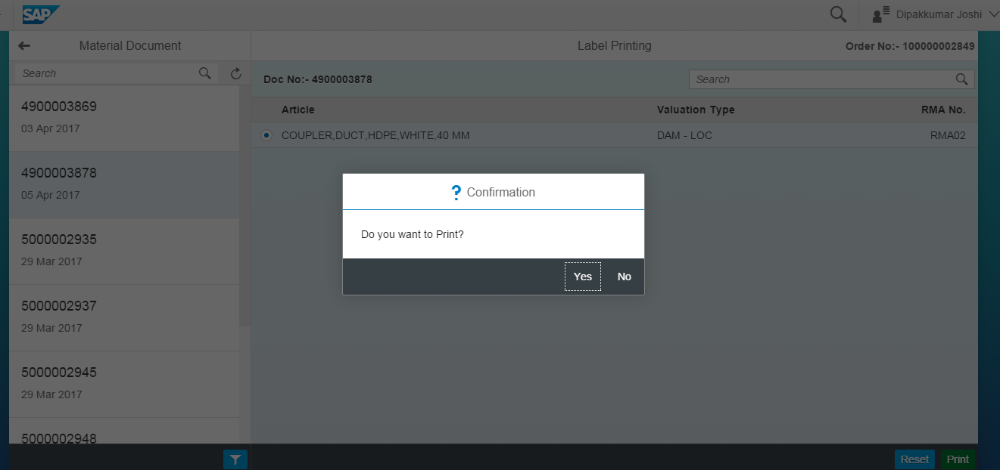 SAP
Dipakkumar Joshi
Material Document
Label Printing
Order No:- 100000002849
Search
Doc No:- 4900003878
Search
Article
Valuation Type
RMA No.
COUPLER,DUCT,HDPE,WHITE,40 MM
DAM - LOC
RMA02
4900003869
03 Apr 2017
4900003878
05 Apr 2017
5000002935
29 Mar 2017
5000002937
29 Mar 2017
5000002945
29 Mar 2017
5000002948
? Confirmation
Do you want to Print?
Yes
No
Reset
Print